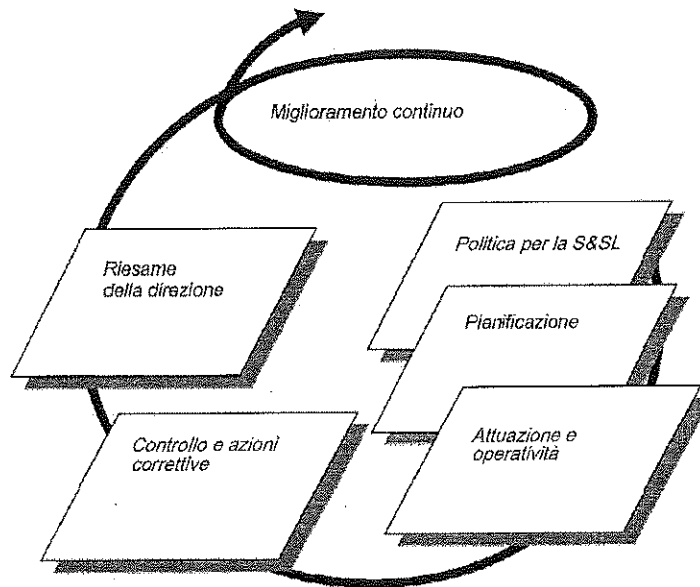 Miglioramento continuo
Politica per la S&SL
Riesame
della direzione
Pianificazione
Controllo e azioni
correttive
Attuazione e
operatività